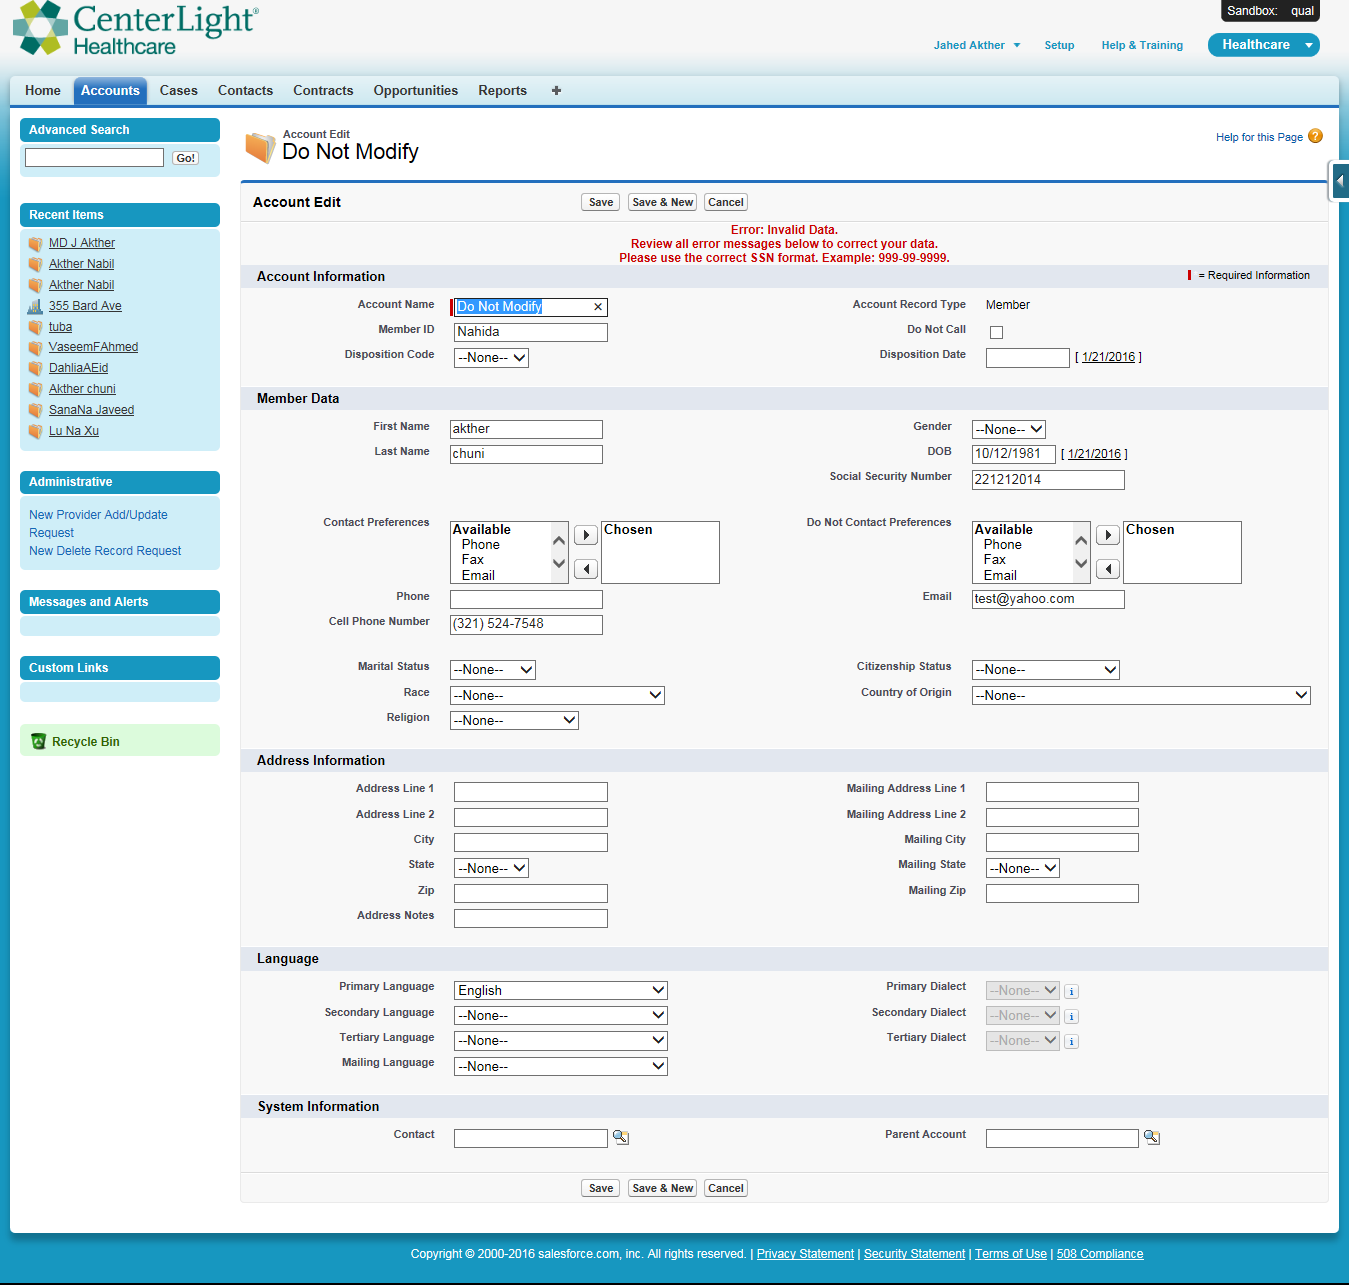 CenterLight®
Healthcare
Sandbox: qual
Jahed Akther Setup Help & Training Healthcare
Home Accounts Cases Contacts Contracts Opportunities Reports +
Advanced Search
Go!
Recent Items
MD J Akther
Akther Nabil
Akther Nabil
355 Bard Ave
tuba
VaseemFAhmed
DahliaAEid
Akther chuni
SanaNa Javeed
Lu Na Xu
Administrative
New Provider Add/Update
Request
New Delete Record Request
Messages and Alerts
Custom Links
Recycle Bin
Account Edit
Do Not Modify
Help for this Page ?
Account Edit Save Save & New Cancel
Error: Invalid Data.
Review all error messages below to correct your data.
Please use the correct SSN format. Example: 999-99-9999.
Account Information = Required Information
Account Name Do Not Modify × Account Record Type Member
Member ID Nahida Do Not Call
Disposition Code --None-- Disposition Date [ 1/21/2016 ]
Member Data
First Name akther Gender --None--
Last Name chuni DOB 10/12/1981 [ 1/21/2016 ]
Social Security Number 221212014
Contact Preferences Available Chosen Do Not Contact Preferences Available Chosen
Phone Phone
Fax Fax
Email Email
Phone Email test@yahoo.com
Cell Phone Number (321) 524-7548
Marital Status --None-- Citizenship Status --None--
Race --None-- Country of Origin --None--
Religion --None--
Address Information
Address Line 1 Mailing Address Line 1
Address Line 2 Mailing Address Line 2
City Mailing City
State --None-- Mailing State --None--
Zip Mailing Zip
Address Notes
Language
Primary Language English Primary Dialect --None-- i
Secondary Language --None-- Secondary Dialect --None-- i
Tertiary Language --None-- Tertiary Dialect --None-- i
Mailing Language --None--
System Information
Contact Parent Account
Save Save & New Cancel
Copyright © 2000-2016 salesforce.com, inc. All rights reserved. | Privacy Statement | Security Statement | Terms of Use | 508 Compliance